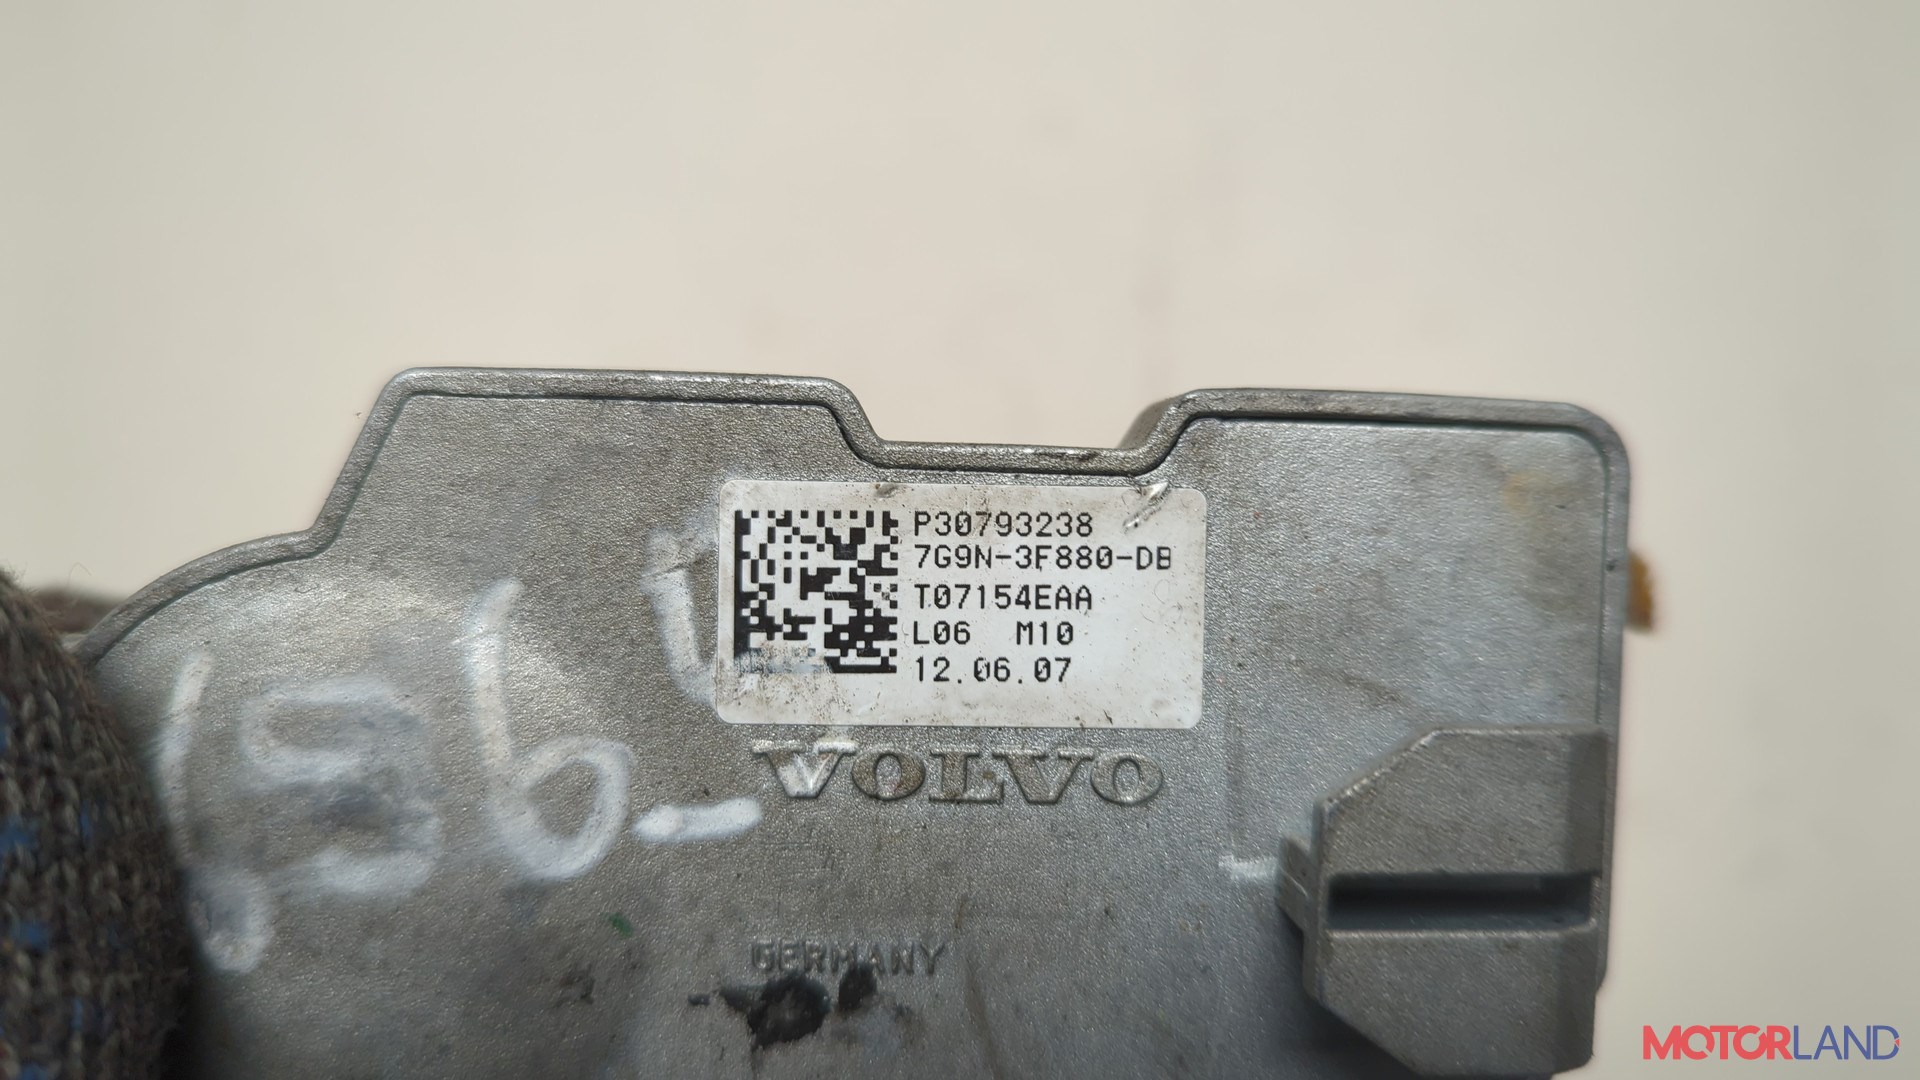 P30793238
7G9N-3F880-DB
T07154EAA
L06 M10
12.06.07
VOLVO
GERMANY
MOTORLAND